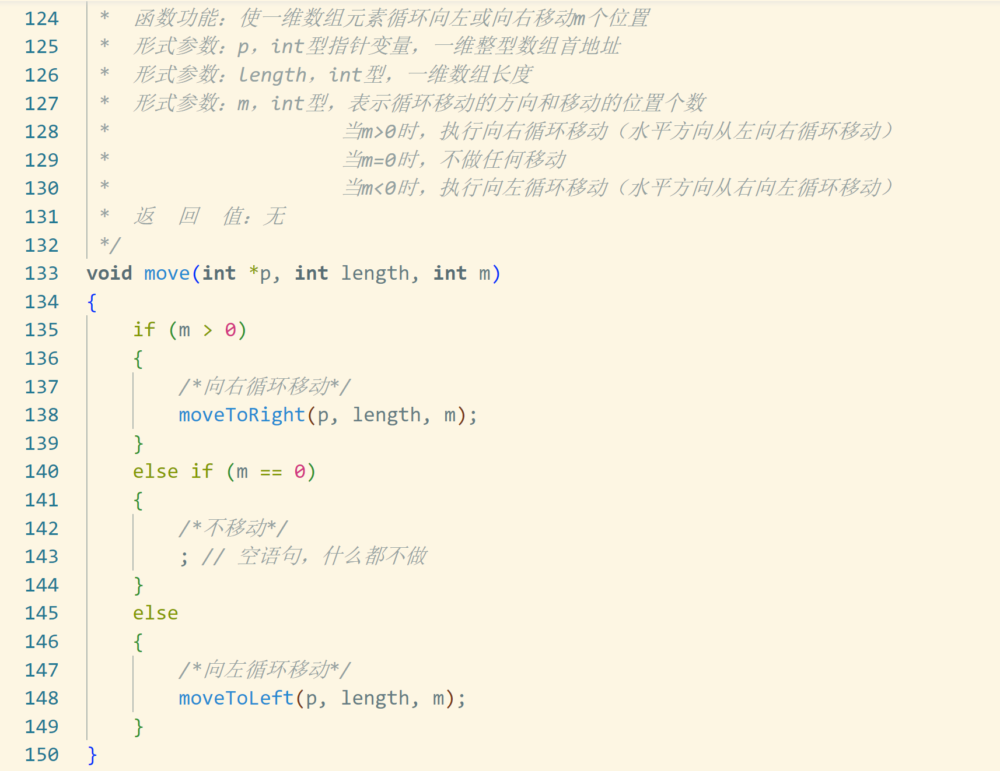 124 * 函数功能：使一维数组元素循环向左或向右移动m个位置
125 * 形式参数：p，int型指针变量，一维整型数组首地址
126 * 形式参数：length，int型，一维数组长度
127 * 形式参数：m，int型，表示循环移动的方向和移动的位置个数
128 * 当m>0时，执行向右循环移动（水平方向从左向右循环移动）
129 * 当m=0时，不做任何移动
130 * 当m<0时，执行向左循环移动（水平方向从右向左循环移动）
131 * 返 回 值：无
132 */
133 void move(int *p, int length, int m)
134 {
135 if (m > 0)
136 {
137 /*向右循环移动*/
138 moveToRight(p, length, m);
139 }
140 else if (m == 0)
141 {
142 /*不移动*/
143 ; // 空语句，什么都不做
144 }
145 else
146 {
147 /*向左循环移动*/
148 moveToLeft(p, length, m);
149 }
150 }